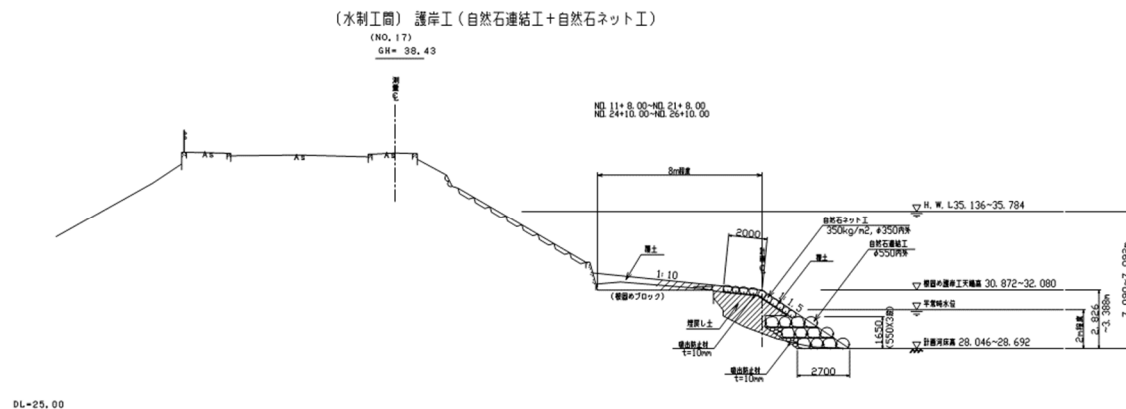 (水制工間) 護岸工(自然石連結工+自然石ネット工)
(NO.17)
GH= 38.43
測量
NO.11+ 8.00~NO.21+ 8.00
NO.24+10.00~NO.26+10.00
As
As
As
8m程度
H.W.L35.136~35.784
自然石ネット工
350kg/m2, φ350内外
2000
自然石連結工
φ550内外
覆土
覆土
1:10
根固め護岸工天端高 30.872~32.080
(根固めブロック)
1:1.5
平常時水位
埋戻し土
1650
(550X3段)
2m程度
2.826
~3.388m
吸出防止材
t=10mm
計画河床高 28.046~28.692
吸出防止材
t=10mm
2700
DL=25.00